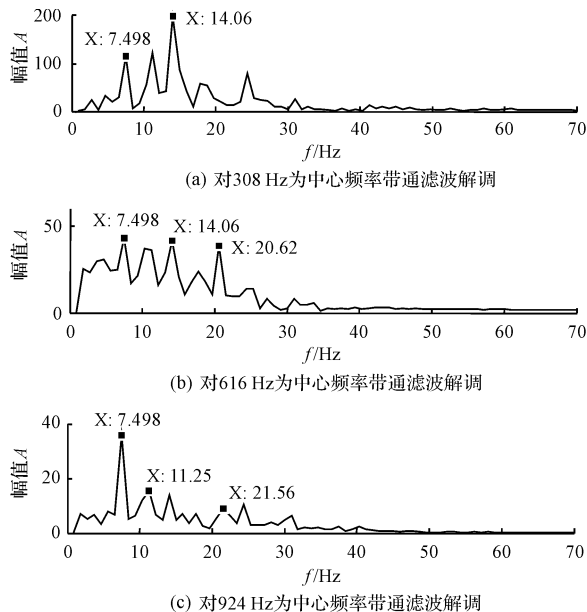 200
X: 14.06
X: 7.498
100
幅值A
0
0 10 20 30 40 50 60 70
f/Hz
(a) 对308 Hz为中心频率带通滤波解调
50
X: 7.498
X: 14.06
X: 20.62
幅值A
0
0 10 20 30 40 50 60 70
f/Hz
(b) 对616 Hz为中心频率带通滤波解调
40
X: 7.498
20
X: 11.25
X: 21.56
幅值A
0
0 10 20 30 40 50 60 70
f/Hz
(c) 对924 Hz为中心频率带通滤波解调